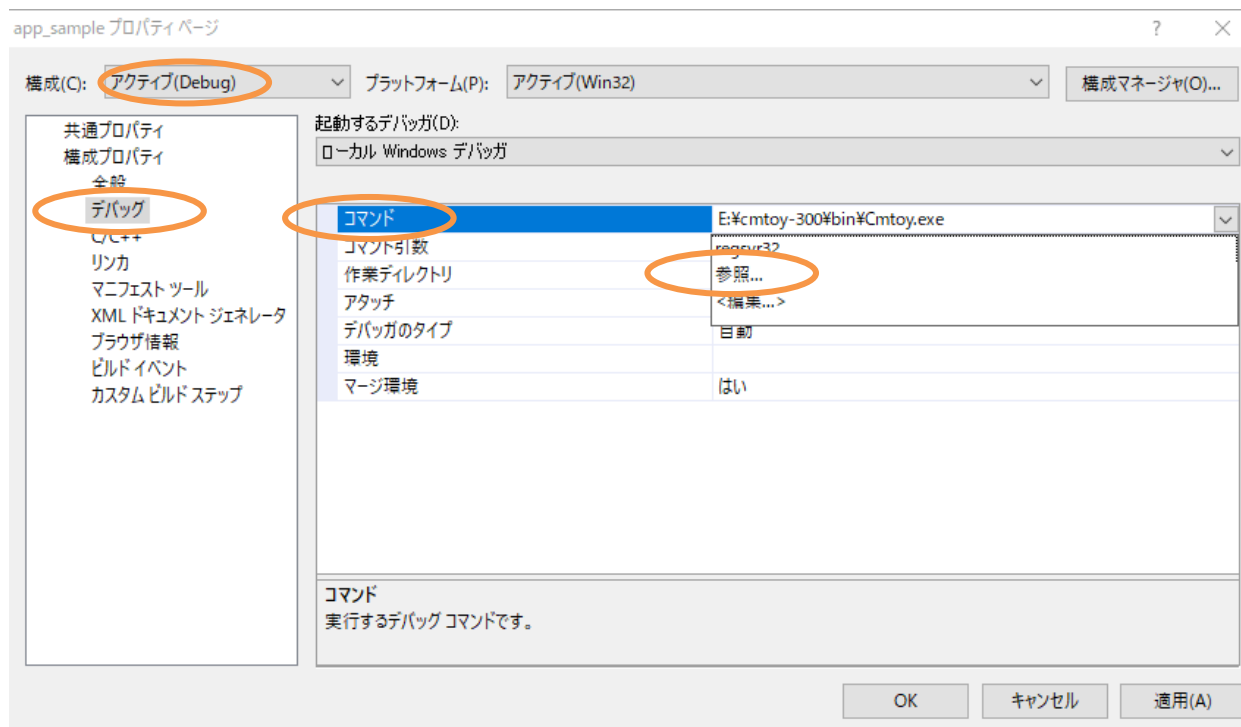 app_sample プロパティ ページ
構成(C): アクティブ(Debug) プラットフォーム(P): アクティブ(Win32) 構成マネージャ(O)...
共通プロパティ
構成プロパティ
全般
デバッグ
C/C++
リンカ
マニフェスト ツール
XML ドキュメント ジェネレータ
ブラウザ情報
ビルド イベント
カスタム ビルド ステップ
起動するデバッガ(D):
ローカル Windows デバッガ
コマンド E:¥cmtoy-300¥bin¥Cmtoy.exe
コマンド引数 regsvr32
作業ディレクトリ 参照...
アタッチ <編集...>
デバッガのタイプ 自動
環境
マージ環境 はい
コマンド
実行するデバッグ コマンドです。
OK キャンセル 適用(A)